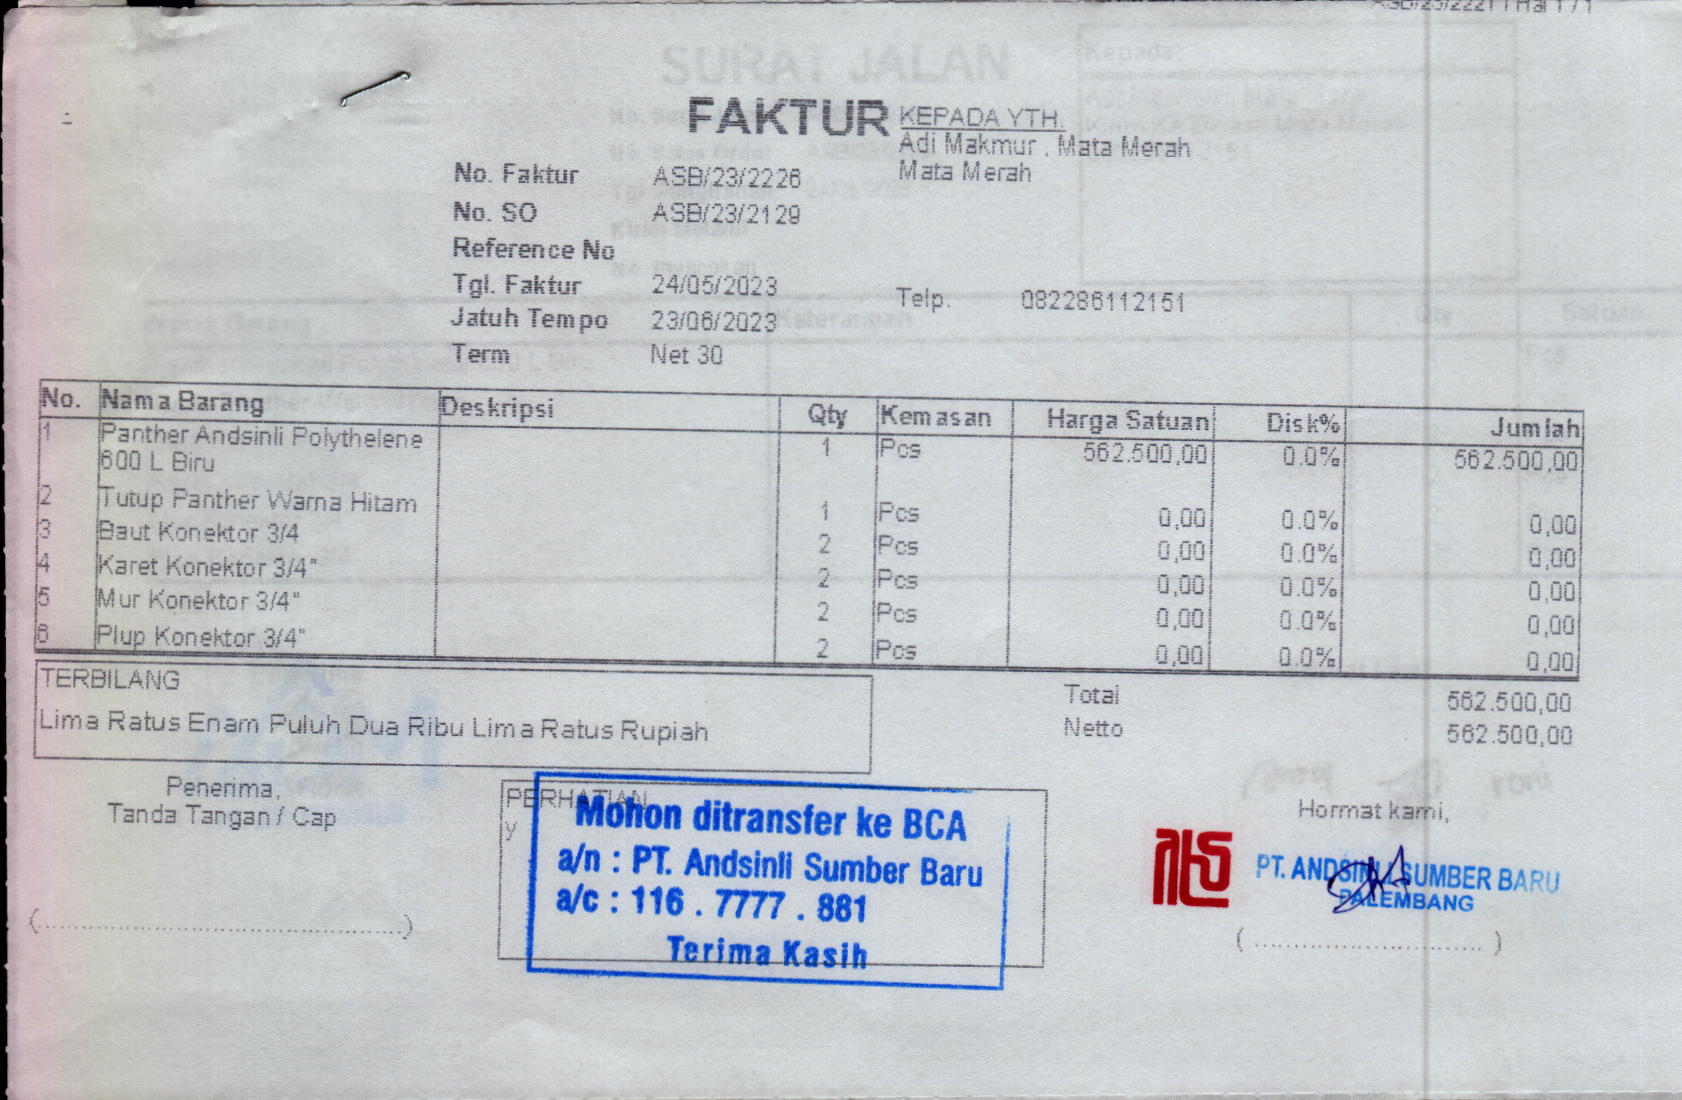 FAKTUR
KEPADA YTH.
Adi Makmur , Mata Merah
Mata Merah
No. Faktur ASB/23/2226
No. SO ASB/23/2129
Reference No
Tgl. Faktur 24/05/2023
Jatuh Tempo 23/06/2023
Term Net 30
Telp. 082286112151
No. Nama Barang Deskripsi Qty Kemasan Harga Satuan Disk% Jumlah
1 Panther Andsinli Polythelene 1 Pcs 562.500,00 0.0% 562.500,00
600 L Biru
2 Tutup Panther Warna Hitam 1 Pcs 0,00 0.0% 0,00
3 Baut Konektor 3/4 2 Pcs 0,00 0.0% 0,00
4 Karet Konektor 3/4" 2 Pcs 0,00 0.0% 0,00
5 Mur Konektor 3/4" 2 Pcs 0,00 0.0% 0,00
6 Plup Konektor 3/4" 2 Pcs 0,00 0.0% 0,00
TERBILANG
Lima Ratus Enam Puluh Dua Ribu Lima Ratus Rupiah
Total 562.500,00
Netto 562.500,00
Penerima,
Tanda Tangan / Cap
PERHATIAN
y
Mohon ditransfer ke BCA
a/n : PT. Andsinli Sumber Baru
a/c : 116 . 7777 . 881
Terima Kasih
Hormat kami,
PT. ANDSINLI SUMBER BARU
PALEMBANG
SURAT JALAN
Kepada